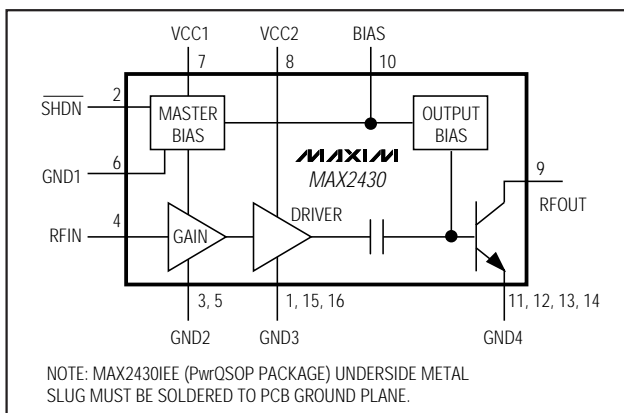 VCC1 VCC2 BIAS
7 8 10
2
SHDN
MASTER
BIAS
OUTPUT
BIAS
MAXIM
MAX2430
6
GND1
9
RFOUT
4
RFIN
GAIN
DRIVER
3, 5 1, 15, 16 11, 12, 13, 14
GND2 GND3 GND4
NOTE: MAX2430IEE (PwrQSOP PACKAGE) UNDERSIDE METAL
SLUG MUST BE SOLDERED TO PCB GROUND PLANE.